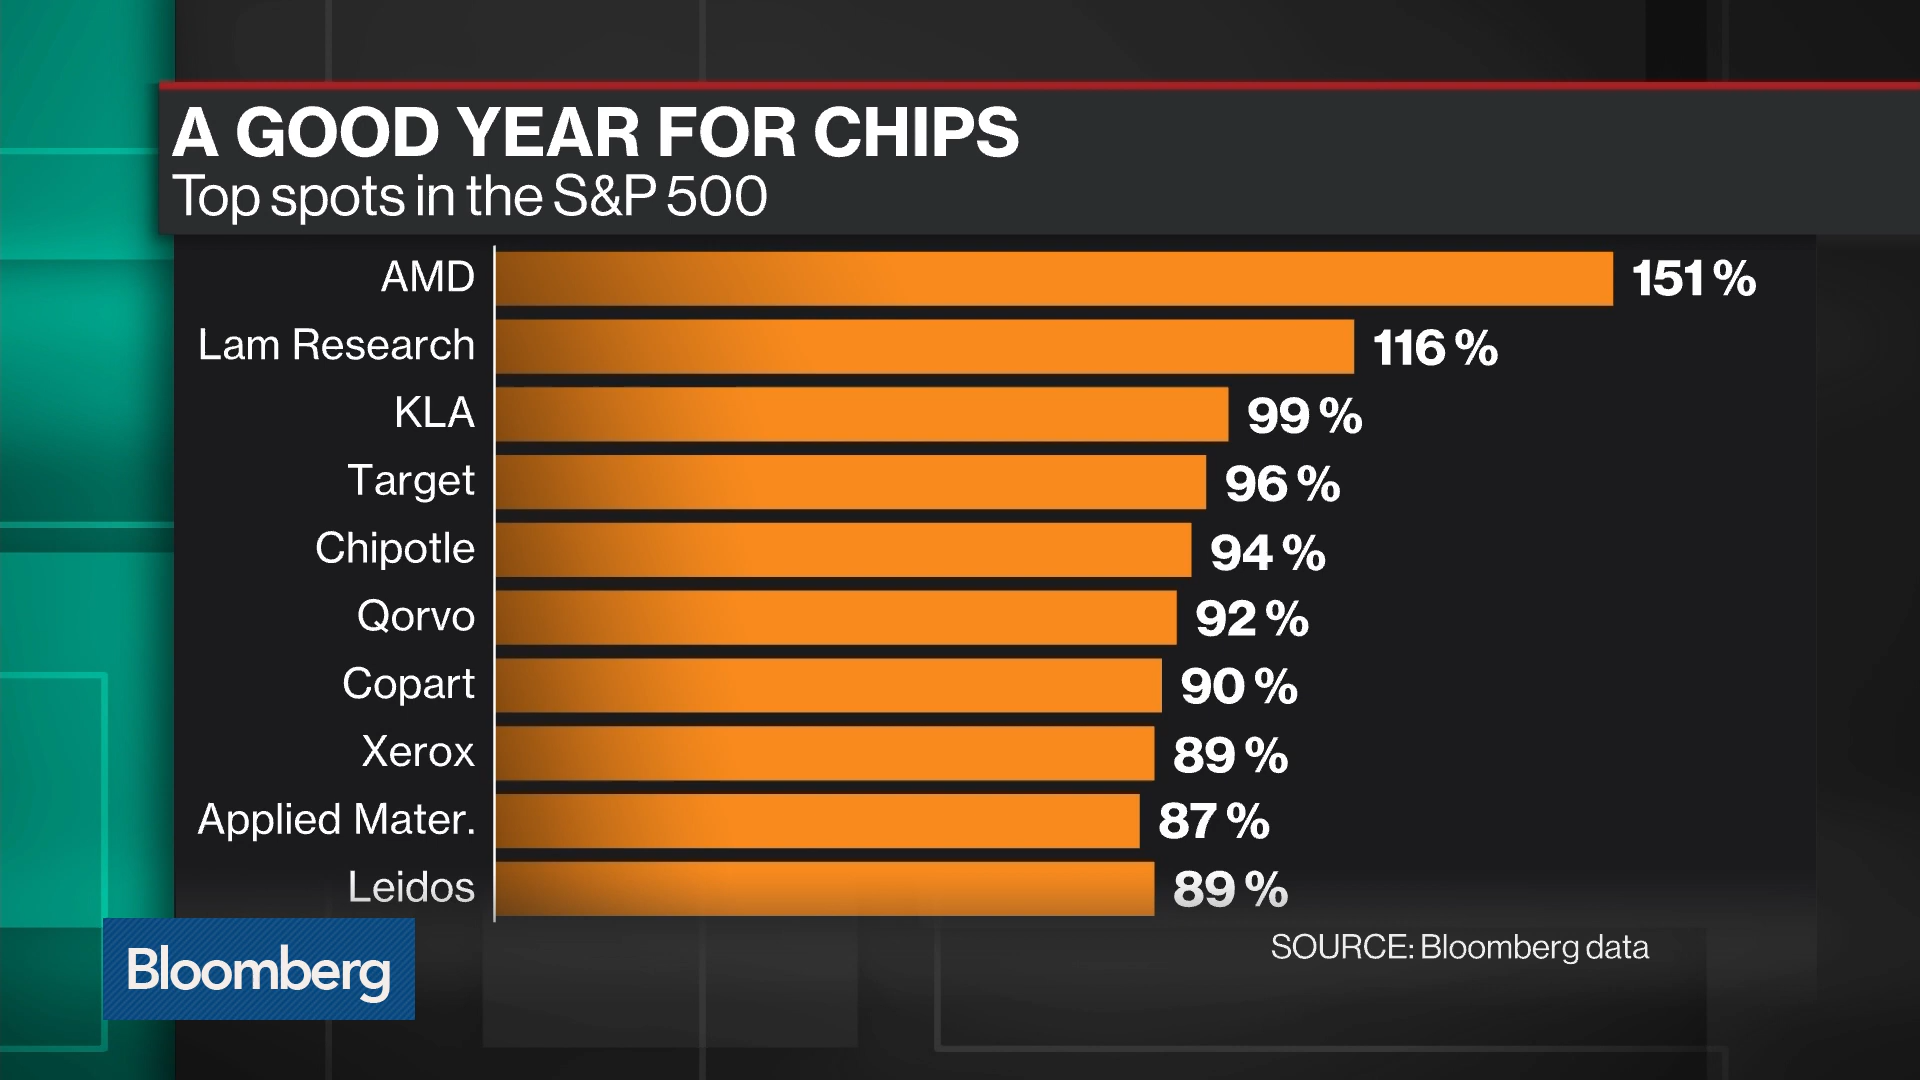 A GOOD YEAR FOR CHIPS
Top spots in the S&P 500
AMD 151%
Lam Research 116%
KLA 99%
Target 96%
Chipotle 94%
Qorvo 92%
Copart 90%
Xerox 89%
Applied Mater. 87%
Leidos 89%
SOURCE: Bloomberg data
Bloomberg